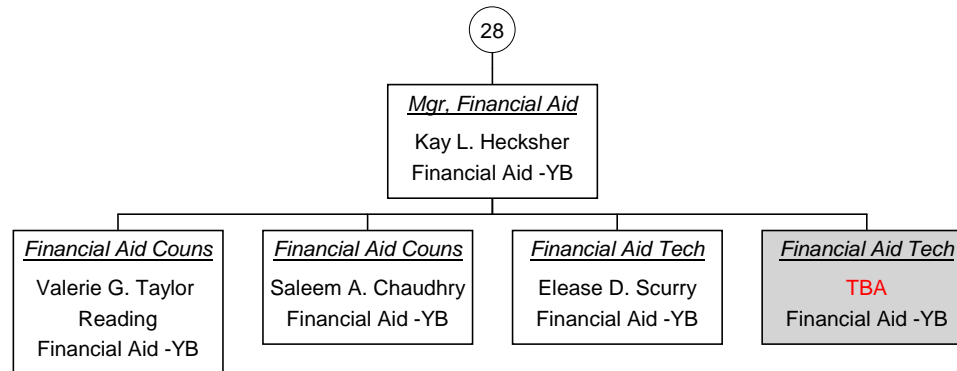 28
Mgr, Financial Aid
Kay L. Hecksher
Financial Aid -YB
Financial Aid Couns
Valerie G. Taylor
Reading
Financial Aid -YB
Financial Aid Couns
Saleem A. Chaudhry
Financial Aid -YB
Financial Aid Tech
Elease D. Scurry
Financial Aid -YB
Financial Aid Tech
TBA
Financial Aid -YB